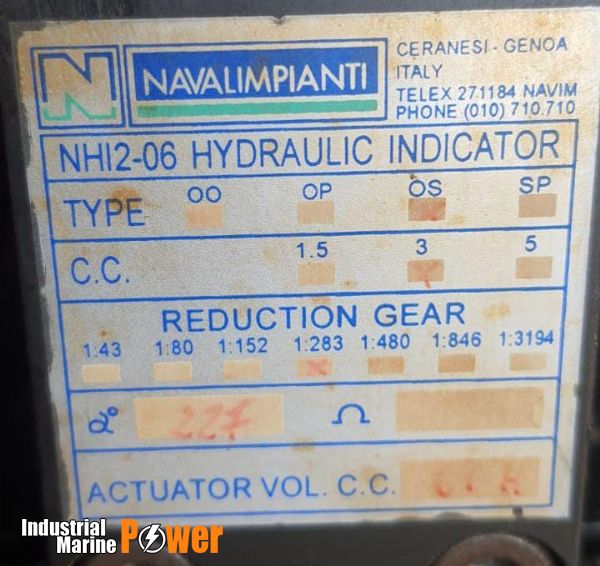 N NAVALIMPIANTI
CERANESI - GENOA
ITALY
TELEX 271184 NAVIM
PHONE (010) 710.710
NHI2-06 HYDRAULIC INDICATOR
TYPE OO OP OS SP
C.C. 1.5 3 5
REDUCTION GEAR
1:43 1:80 1:152 1:283 1:480 1:846 1:3194
α° 227 Ω
ACTUATOR VOL. C.C.
Industrial
Marine Power